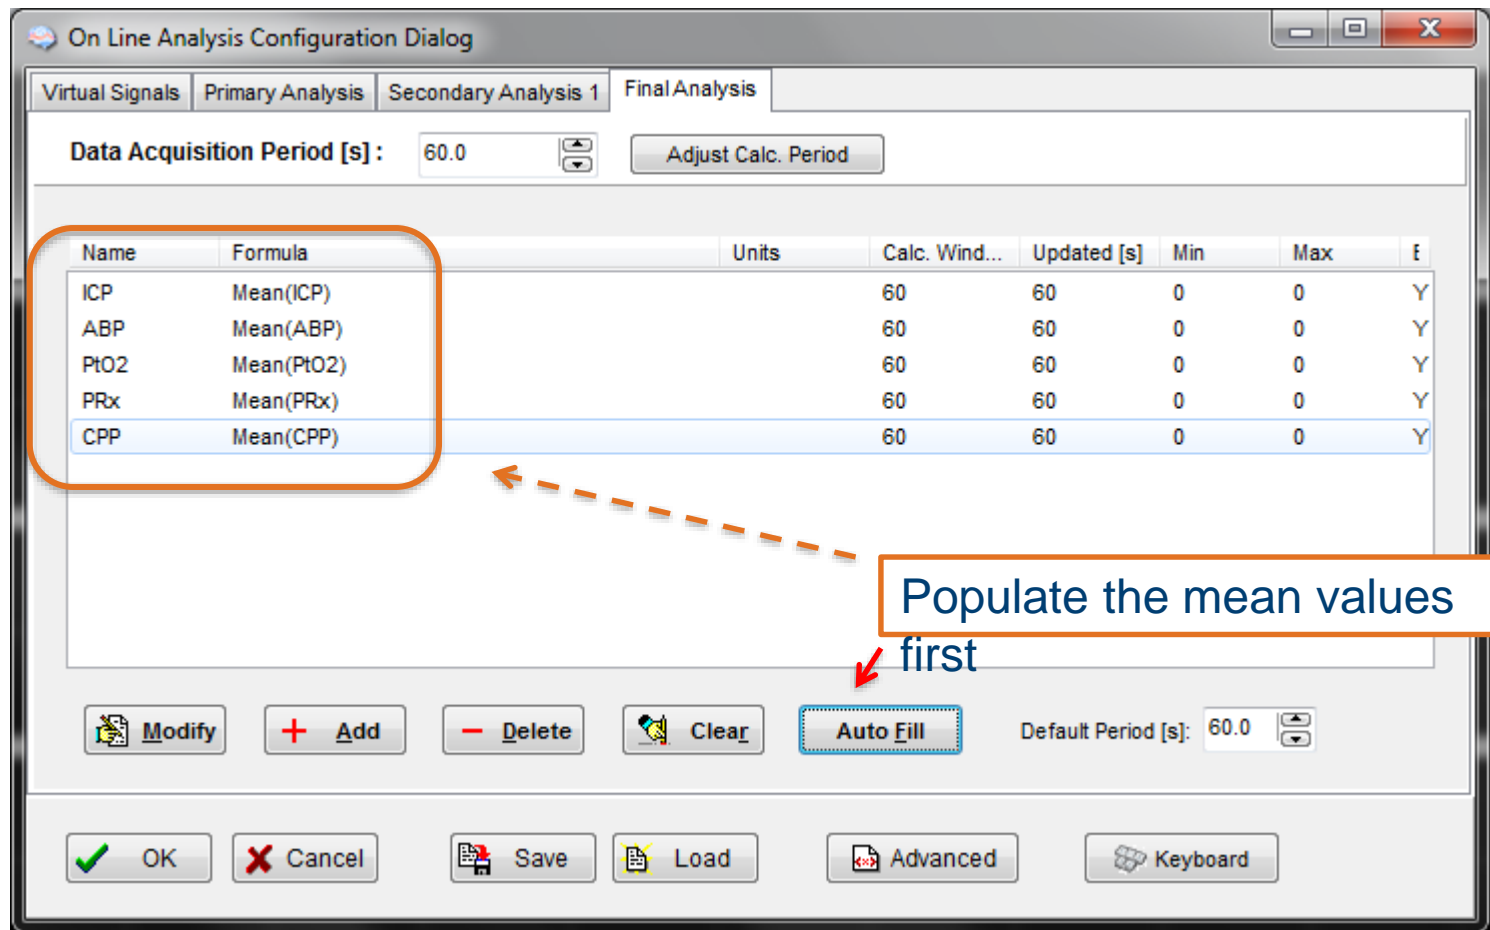 On Line Analysis Configuration Dialog
Virtual Signals Primary Analysis Secondary Analysis 1 Final Analysis
Data Acquisition Period [s] : 60.0 Adjust Calc. Period
Name Formula Units Calc. Wind... Updated [s] Min Max E
ICP Mean(ICP) 60 60 0 0 Y
ABP Mean(ABP) 60 60 0 0 Y
PtO2 Mean(PtO2) 60 60 0 0 Y
PRx Mean(PRx) 60 60 0 0 Y
CPP Mean(CPP) 60 60 0 0 Y
Populate the mean values
first
Modify Add Delete Clear Auto Fill Default Period [s]: 60.0
OK Cancel Save Load Advanced Keyboard